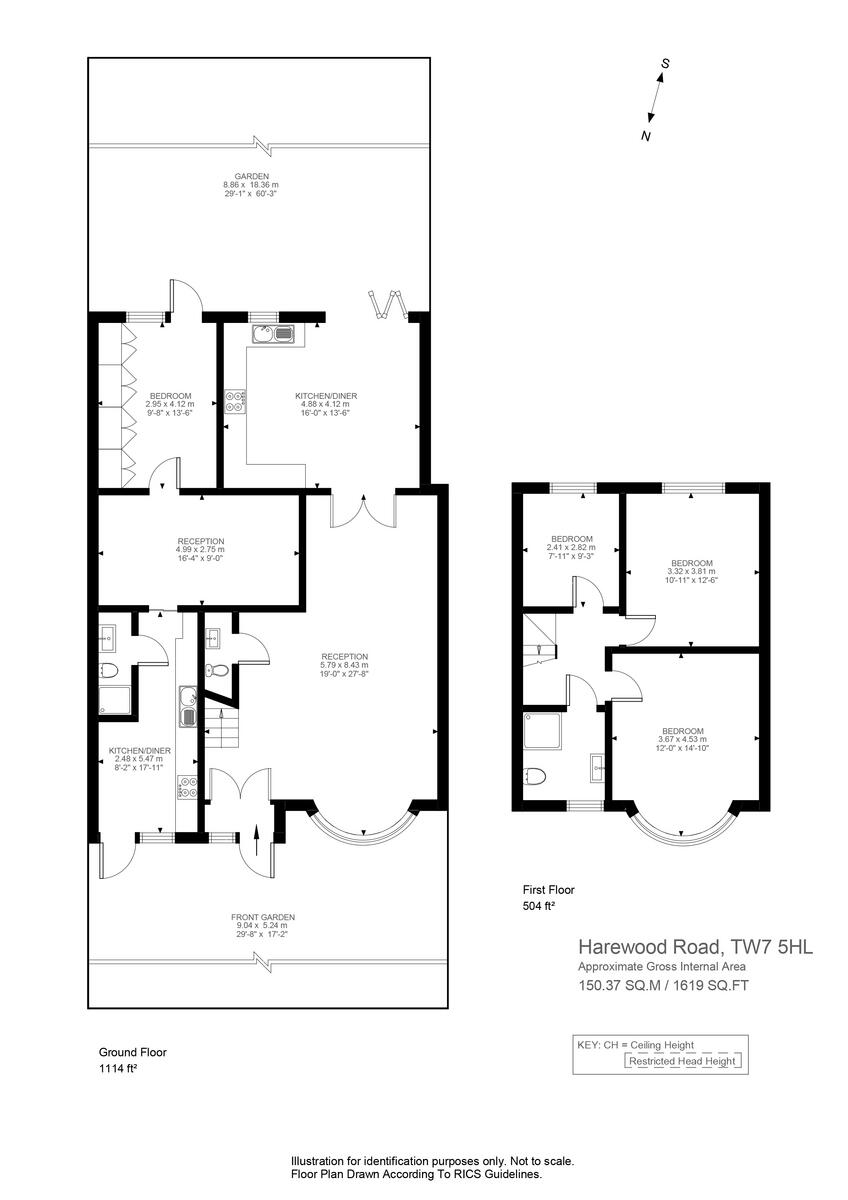 S
N
GARDEN
8.86 x 18.36 m
29'-1" x 60'-3"
BEDROOM
2.95 x 4.12 m
9'-8" x 13'-6"
KITCHEN/DINER
4.88 x 4.12 m
16'-0" x 13'-6"
RECEPTION
4.99 x 2.75 m
16'-4" x 9'-0"
RECEPTION
5.79 x 8.43 m
19'-0" x 27'-8"
KITCHEN/DINER
2.48 x 5.47 m
8'-2" x 17'-11"
FRONT GARDEN
9.04 x 5.24 m
29'-8" x 17'-2"
Ground Floor
1114 ft²
BEDROOM
2.41 x 2.82 m
7'-11" x 9'-3"
BEDROOM
3.32 x 3.81 m
10'-11" x 12'-6"
BEDROOM
3.67 x 4.53 m
12'-0" x 14'-10"
First Floor
504 ft²
Harewood Road, TW7 5HL
Approximate Gross Internal Area
150.37 SQ.M / 1619 SQ.FT
KEY: CH = Ceiling Height
Restricted Head Height
Illustration for identification purposes only. Not to scale.
Floor Plan Drawn According To RICS Guidelines.